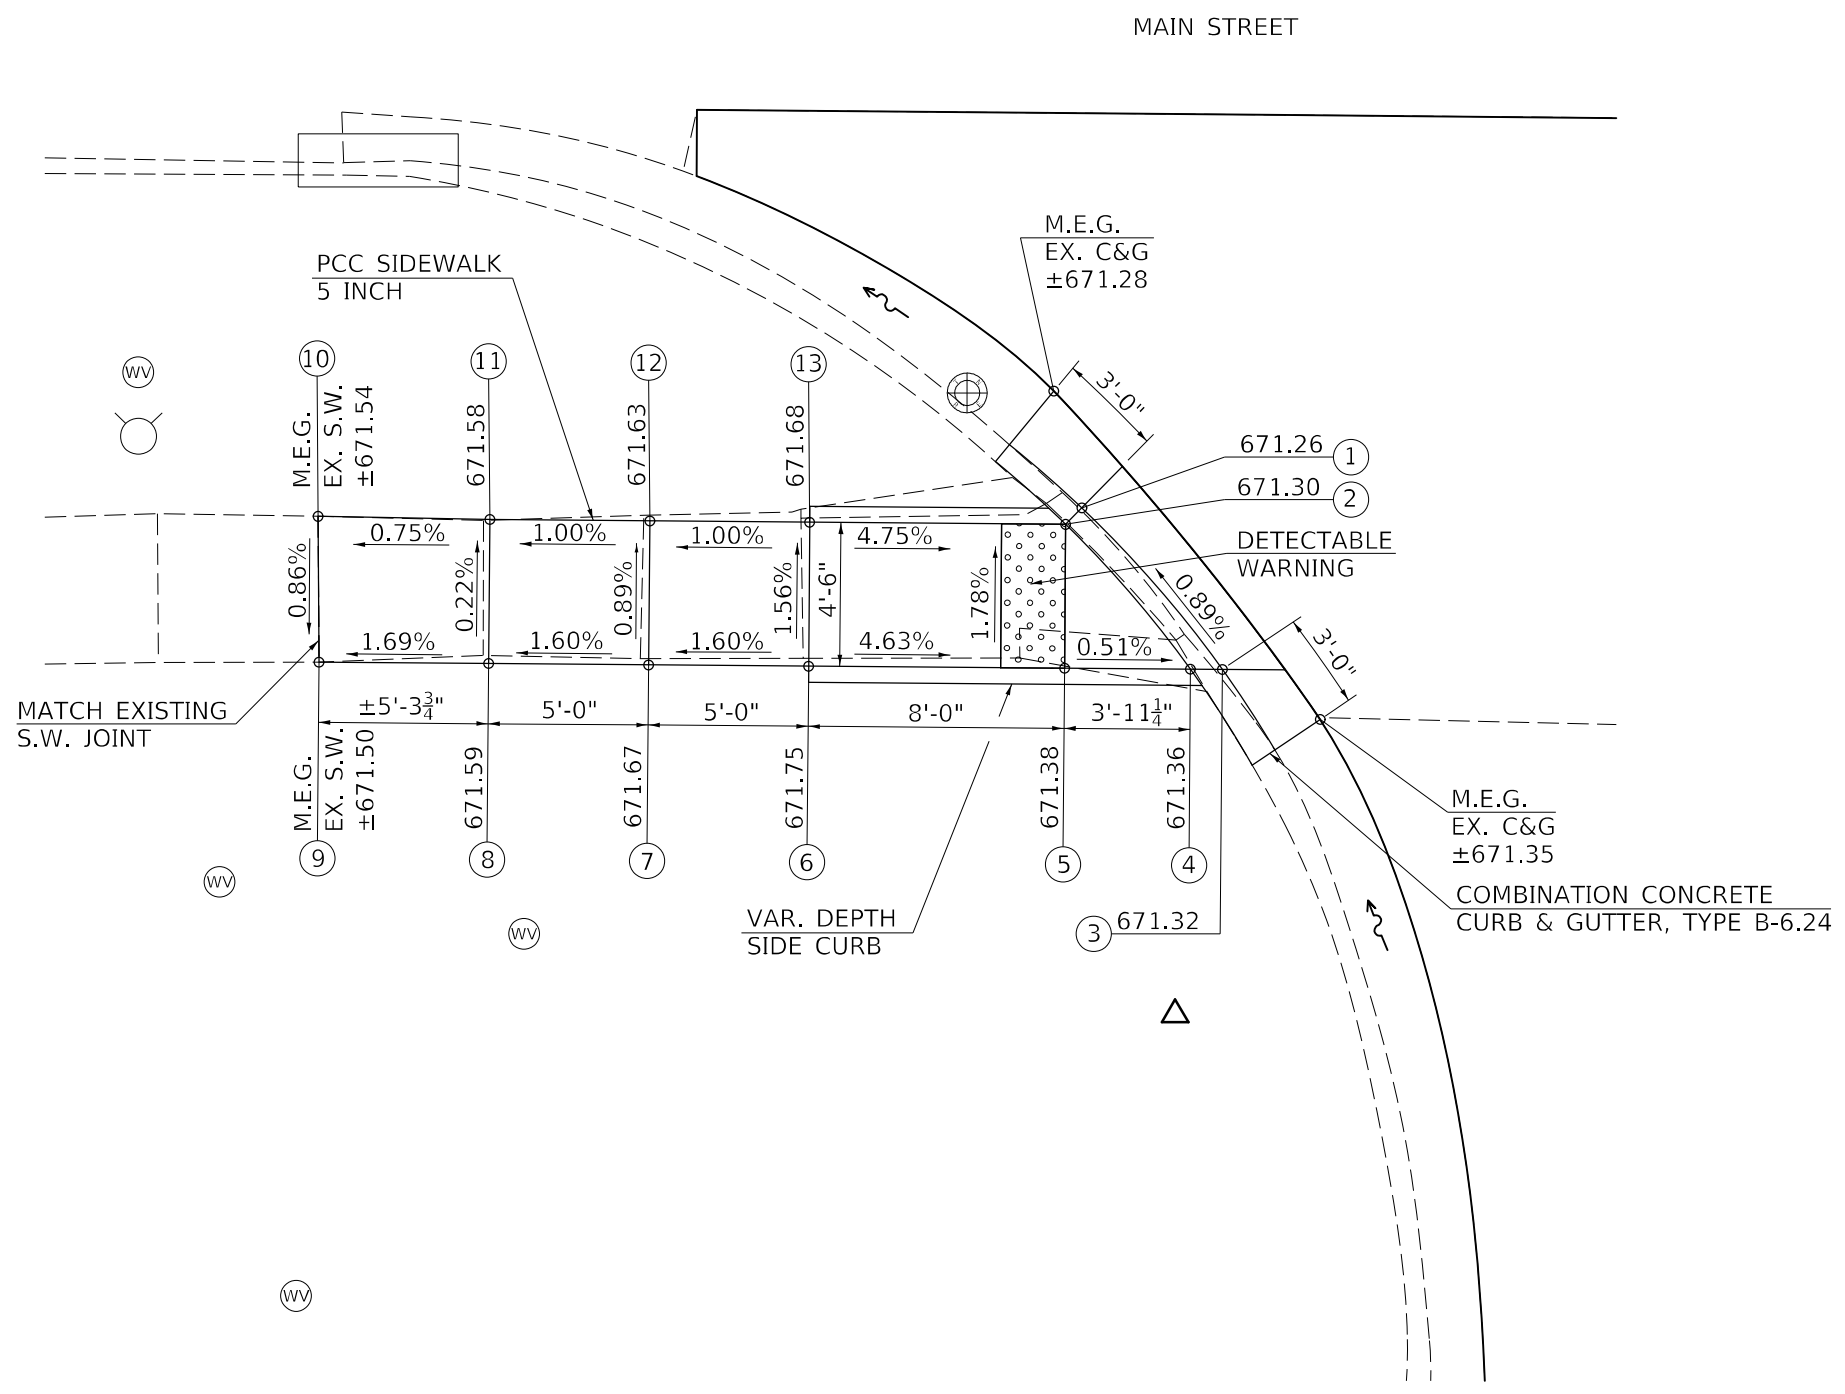 MAIN STREET
M.E.G.
EX. C&G
±671.28
PCC SIDEWALK
5 INCH
10
11
12
13
WV
3'-0"
M.E.G.
EX. S.W.
±671.54
671.58
671.63
671.68
671.26
1
671.30
2
0.75%
1.00%
1.00%
4.75%
DETECTABLE
WARNING
0.86%
0.22%
0.89%
1.56%
4'-6"
1.78%
0.89%
1.69%
1.60%
1.60%
4.63%
0.51%
3'-0"
MATCH EXISTING
S.W. JOINT
±5'-3¾"
5'-0"
5'-0"
8'-0"
3'-11¼"
M.E.G.
EX. S.W.
±671.50
671.59
671.67
671.75
671.38
671.36
M.E.G.
EX. C&G
±671.35
9
8
7
6
5
4
WV
COMBINATION CONCRETE
CURB & GUTTER, TYPE B-6.24
VAR. DEPTH
SIDE CURB
3
671.32
WV
WV